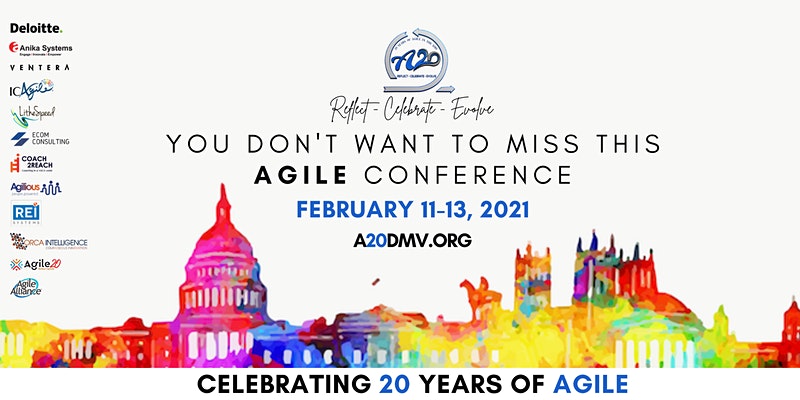 Deloitte.
Anika Systems
Engage • Innovate • Empower
VENTERA
ICAgile
LitheSpeed
ECOM
CONSULTING
COACH
2REACH
Agilious
REI
SYSTEMS
ORCA INTELLIGENCE
Agile20
Agile
Alliance
A20
REFLECT - CELEBRATE - EVOLVE
Reflect - Celebrate - Evolve
YOU DON'T WANT TO MISS THIS
AGILE CONFERENCE
FEBRUARY 11-13, 2021
A20DMV.ORG
CELEBRATING 20 YEARS OF AGILE